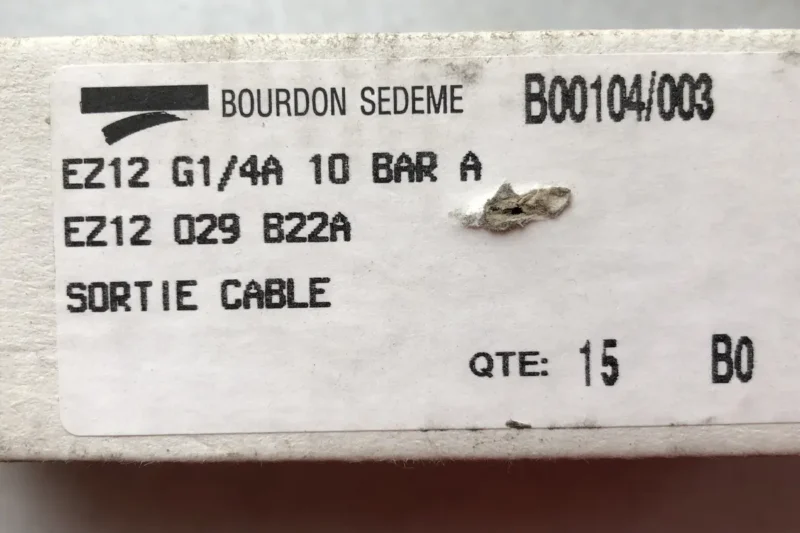 BOURDON SEDEME B00104/003
EZ12 G1/4A 10 BAR A
EZ12 029 B22A
SORTIE CABLE
QTE: 15 B0